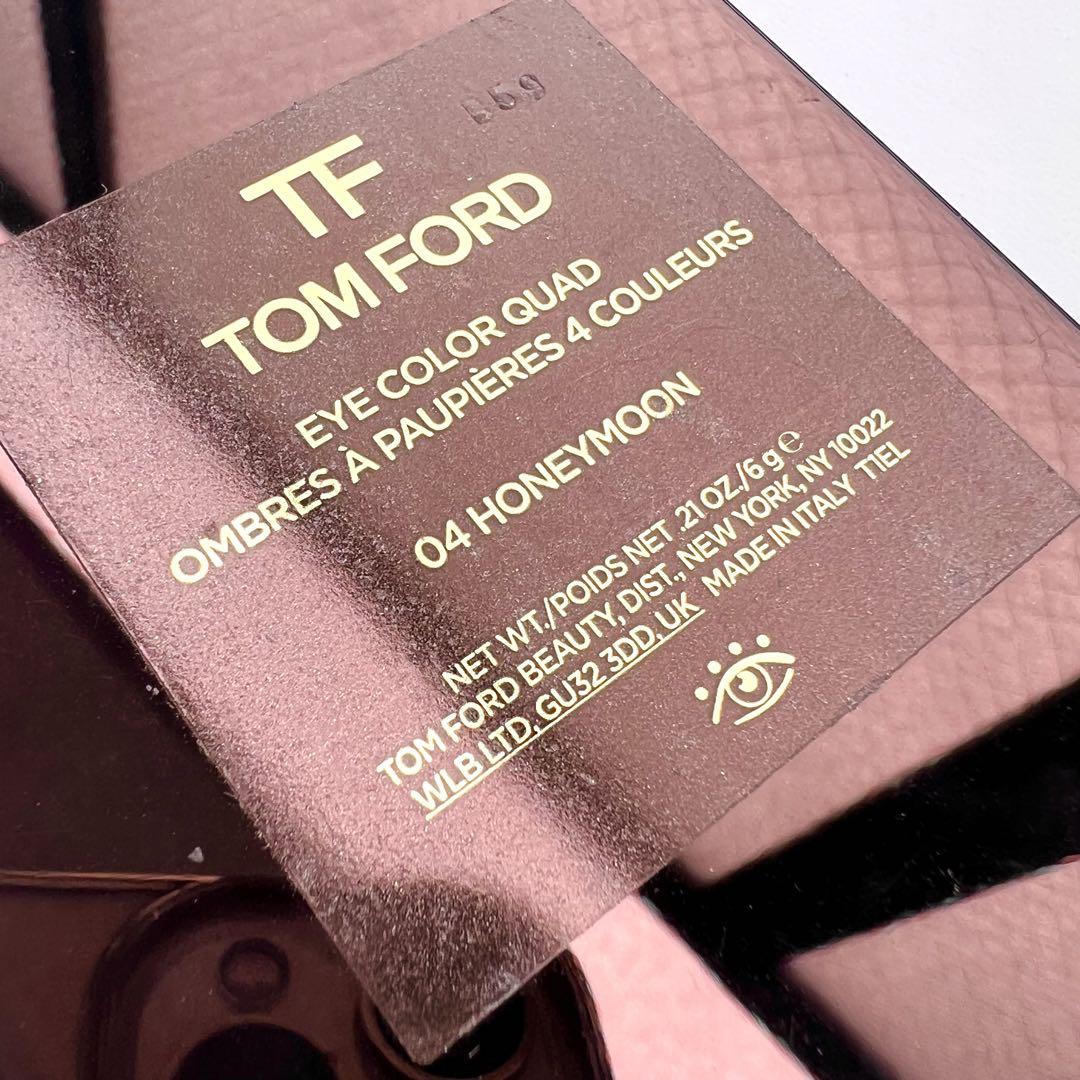 TF
TOM FORD
EYE COLOR QUAD
OMBRES À PAUPIÈRES 4 COULEURS
04 HONEYMOON
NET WT./POIDS NET .21 OZ./6 g ℮
TOM FORD BEAUTY, DIST., NEW YORK, NY 10022
WLB LTD, GU32 3DD, UK MADE IN ITALY T1EL